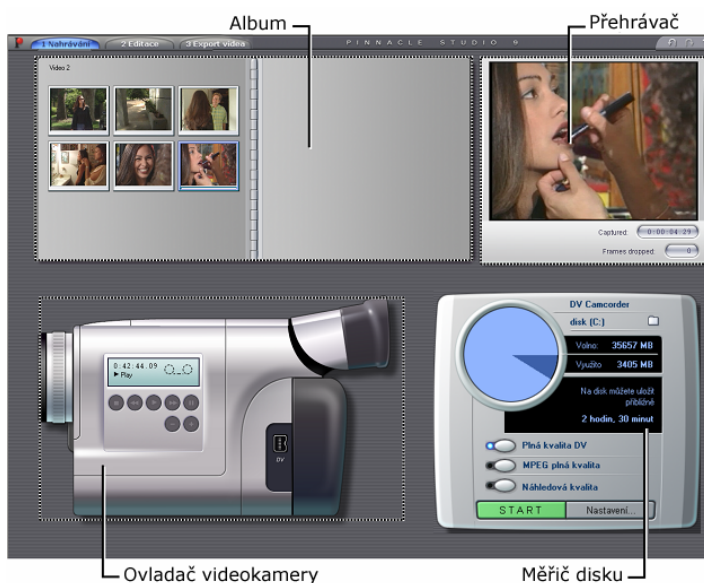 Album
Přehrávač
1 Nahrávání
2 Editace
3 Export videa
PINNACLE STUDIO 9
Video 2
Captured: 0:00:04:29
Frames dropped: 0
0:42:44.09
Play
DV
DV Camcorder
disk (C:)
Volno: 35657 MB
Využito 3405 MB
Na disk můžete uložit
přibližně
2 hodin, 30 minut
Plná kvalita DV
MPEG plná kvalita
Náhledová kvalita
START
Nastavení...
Ovladač videokamery
Měřič disku